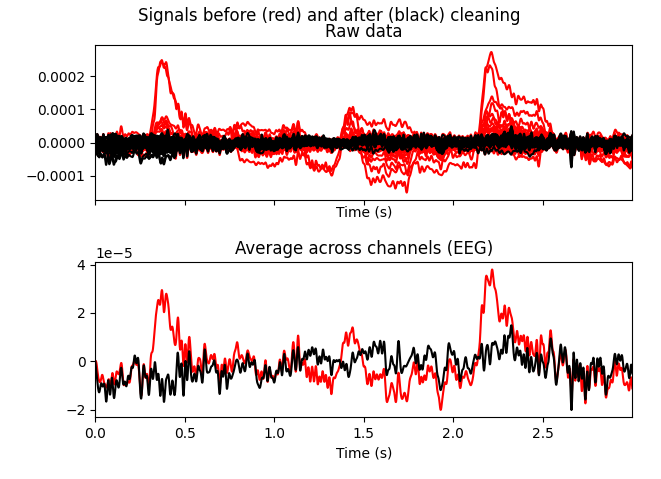 Signals before (red) and after (black) cleaning
Raw data
0.0002
0.0001
0.0000
−0.0001
Time (s)
Average across channels (EEG)
1e−5
4
2
0
−2
0.0 0.5 1.0 1.5 2.0 2.5
Time (s)